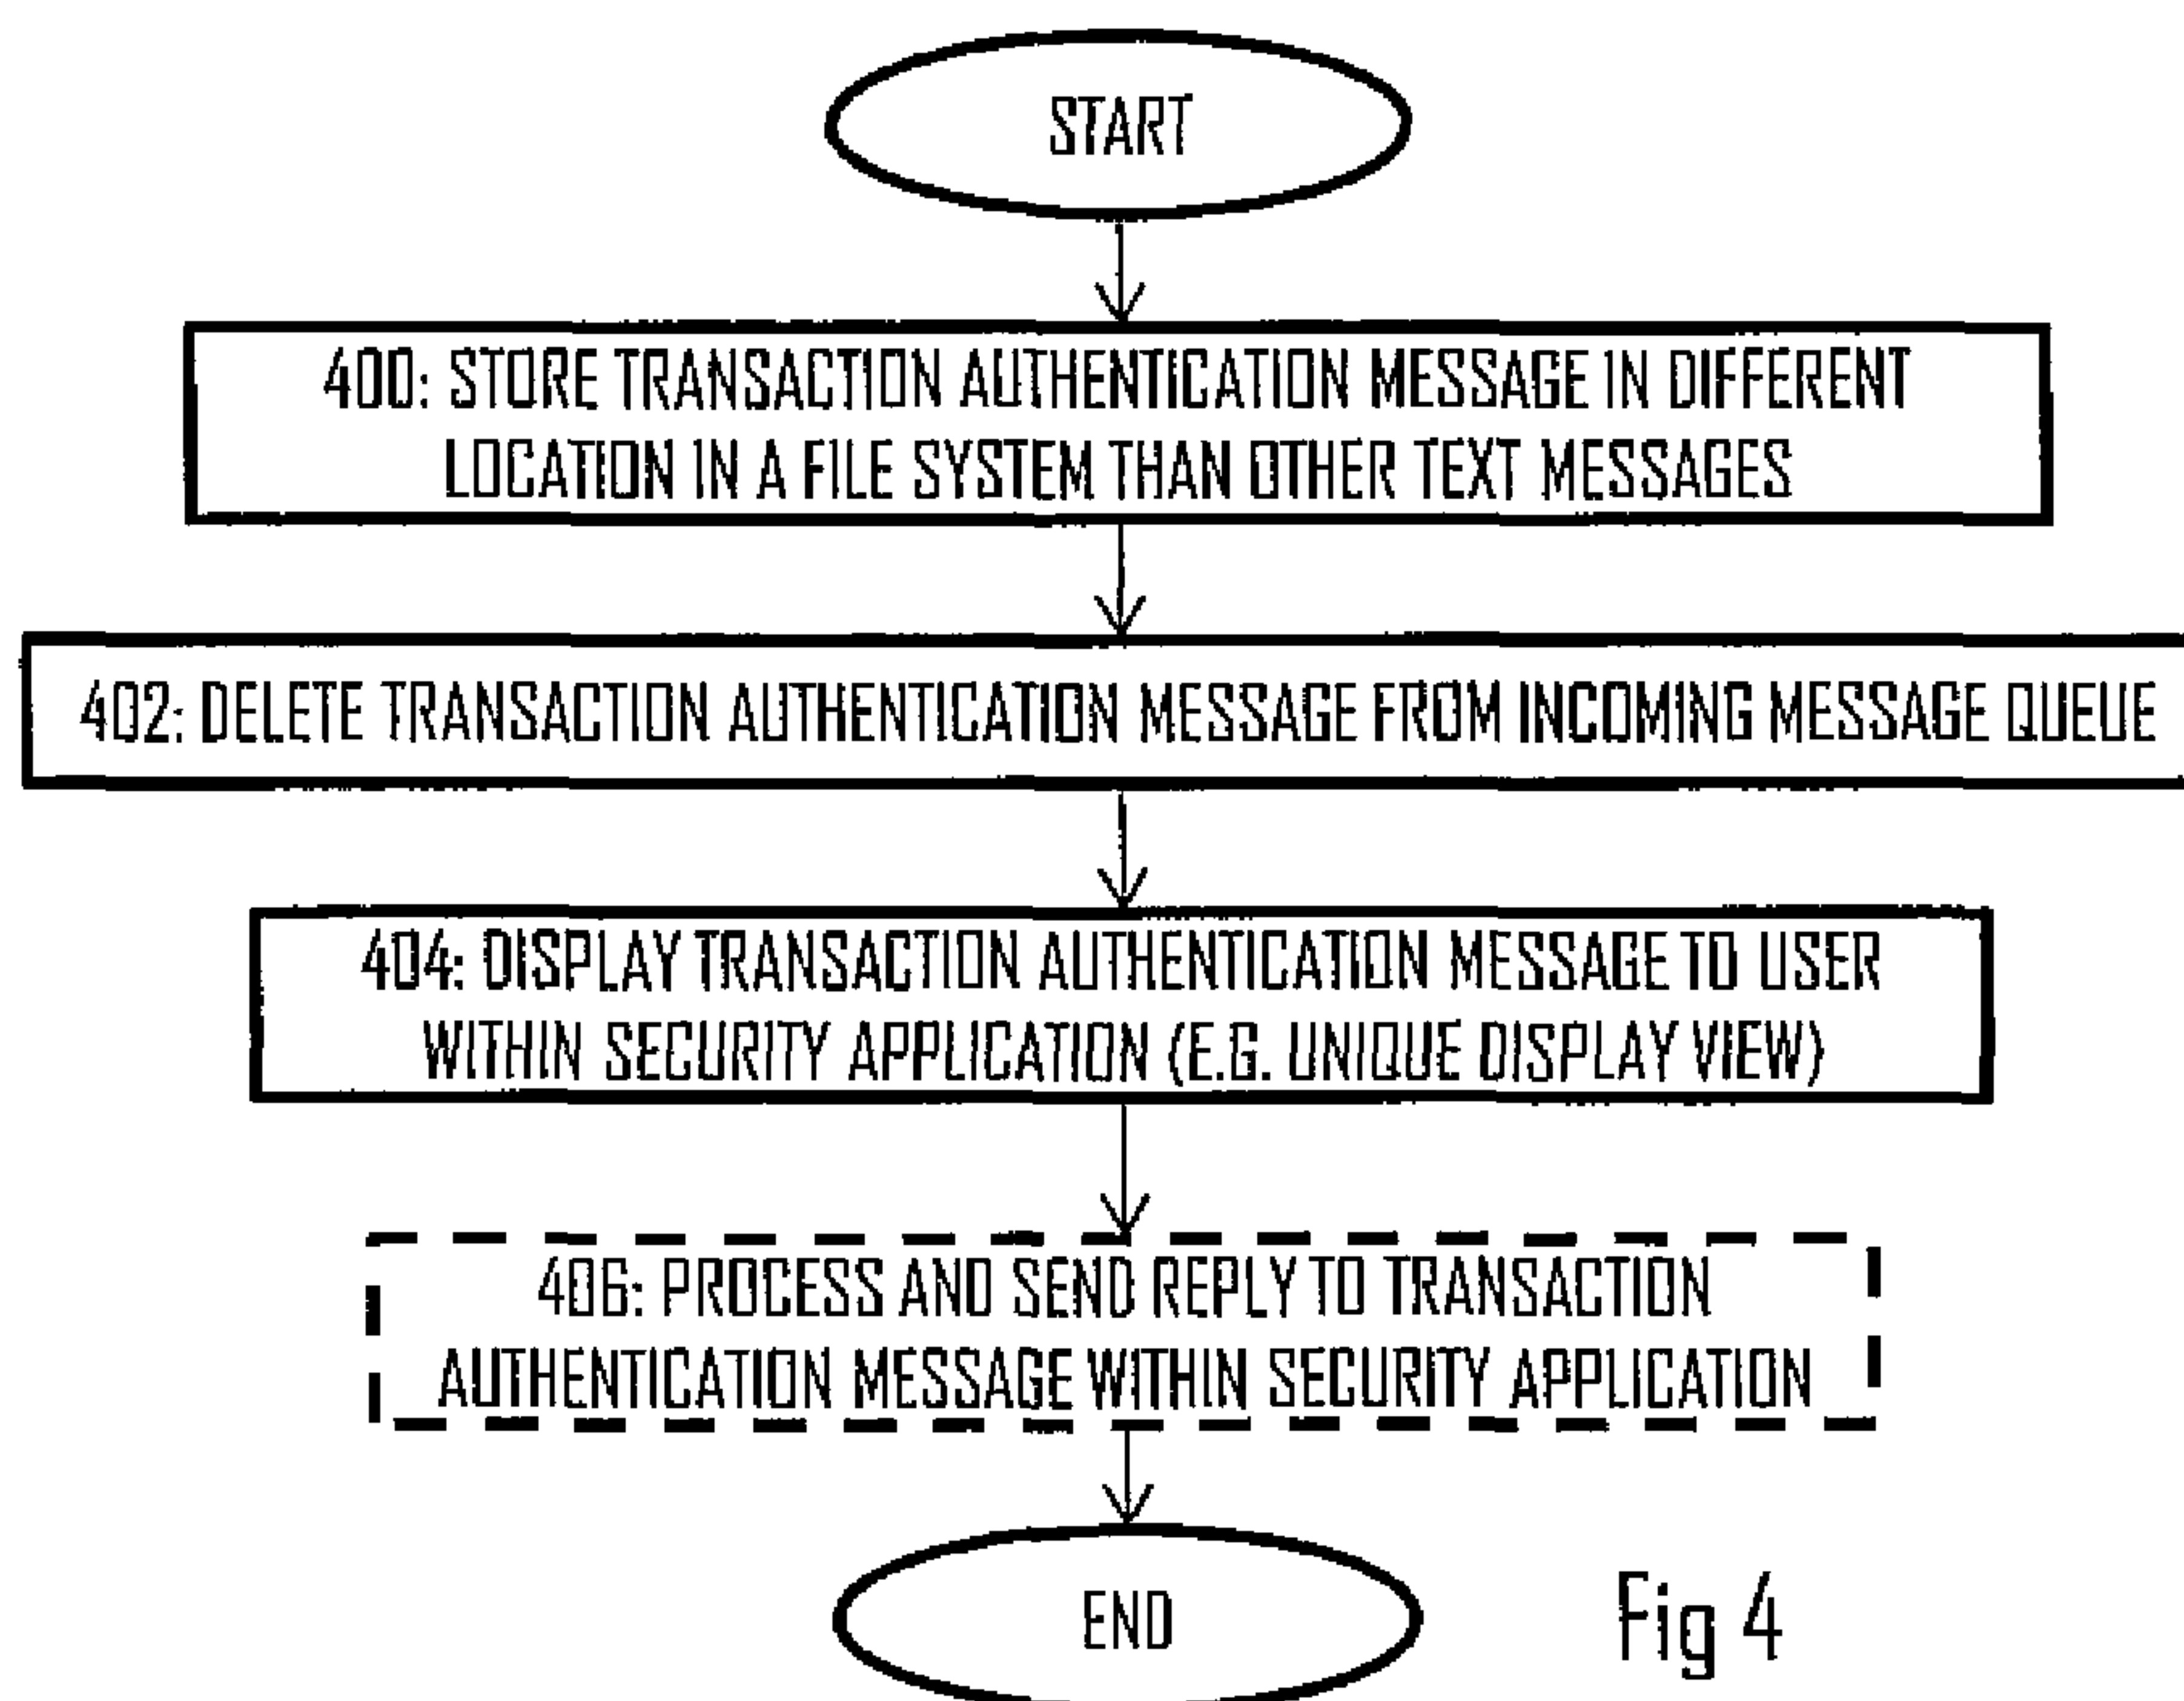 START
400: STORE TRANSACTION AUTHENTICATION MESSAGE IN DIFFERENT
LOCATION IN A FILE SYSTEM THAN OTHER TEXT MESSAGES
402: DELETE TRANSACTION AUTHENTICATION MESSAGE FROM INCOMING MESSAGE QUEUE
404: DISPLAY TRANSACTION AUTHENTICATION MESSAGE TO USER
WITHIN SECURITY APPLICATION (E.G. UNIQUE DISPLAY VIEW)
406: PROCESS AND SEND REPLY TO TRANSACTION
AUTHENTICATION MESSAGE WITHIN SECURITY APPLICATION
END
Fig 4